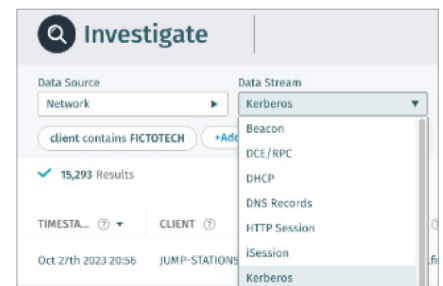 Investigate
Data Source
Data Stream
Network
Kerberos
client contains FICTOTECH
+Add
Beacon
DCE/RPC
15,293 Results
DHCP
DNS Records
TIMESTA...
CLIENT
HTTP Session
iSession
Oct 27th 2023 20:56
JUMP-STATIONS
Kerberos